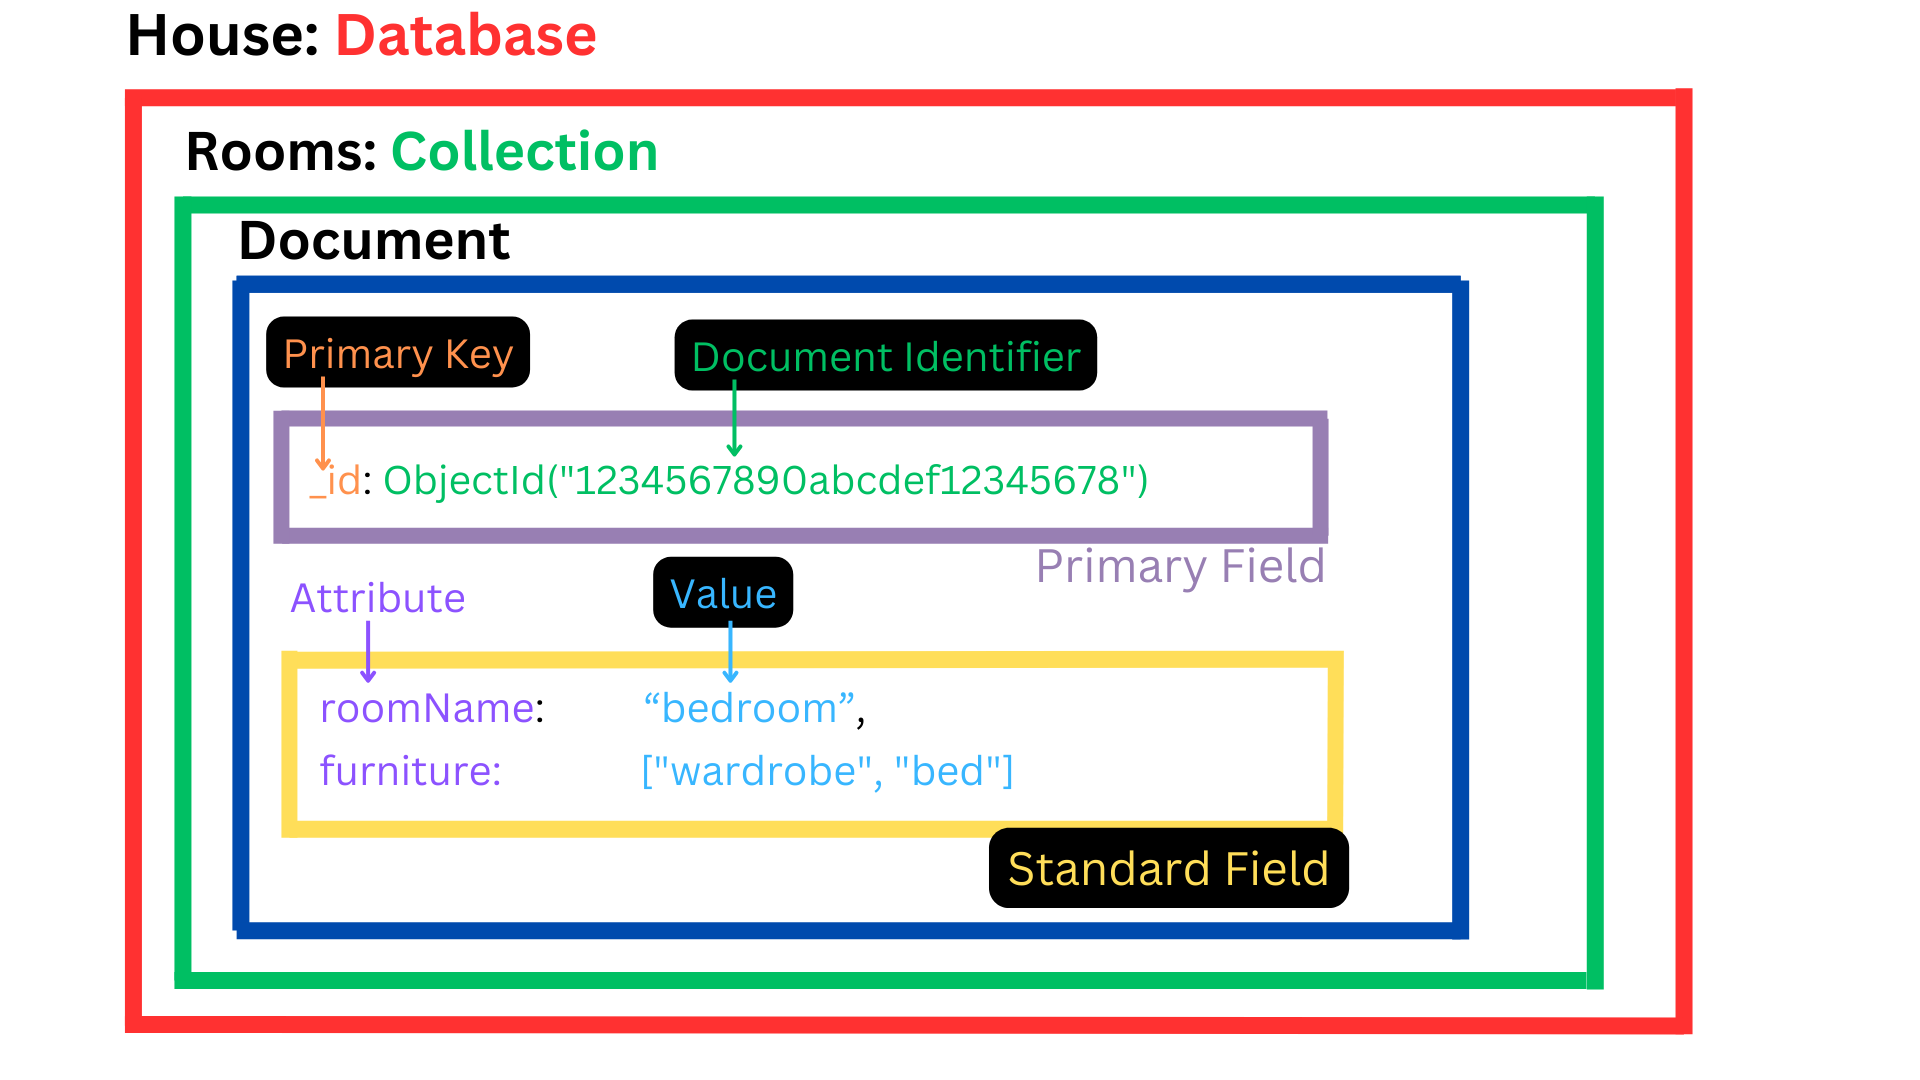 House: Database
Rooms: Collection
Document
Primary Key
Document Identifier
_id: ObjectId("1234567890abcdef12345678")
Primary Field
Attribute
Value
roomName: “bedroom”,
furniture: ["wardrobe", "bed"]
Standard Field